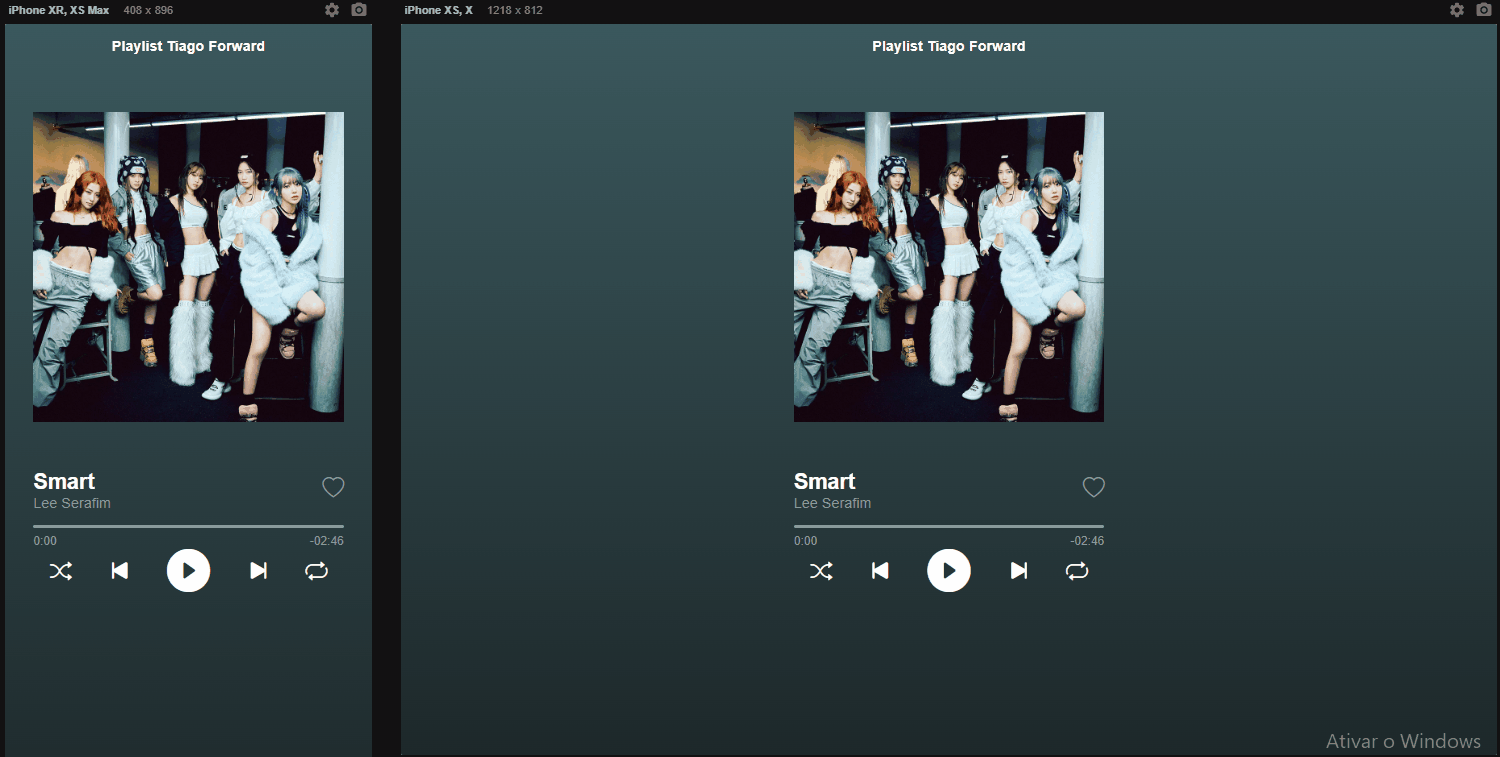 iPhone XR, XS Max 408 x 896
Playlist Tiago Forward
Smart
Lee Serafim
0:00 -02:46
iPhone XS, X 1218 x 812
Playlist Tiago Forward
Smart
Lee Serafim
0:00 -02:46
Ativar o Windows